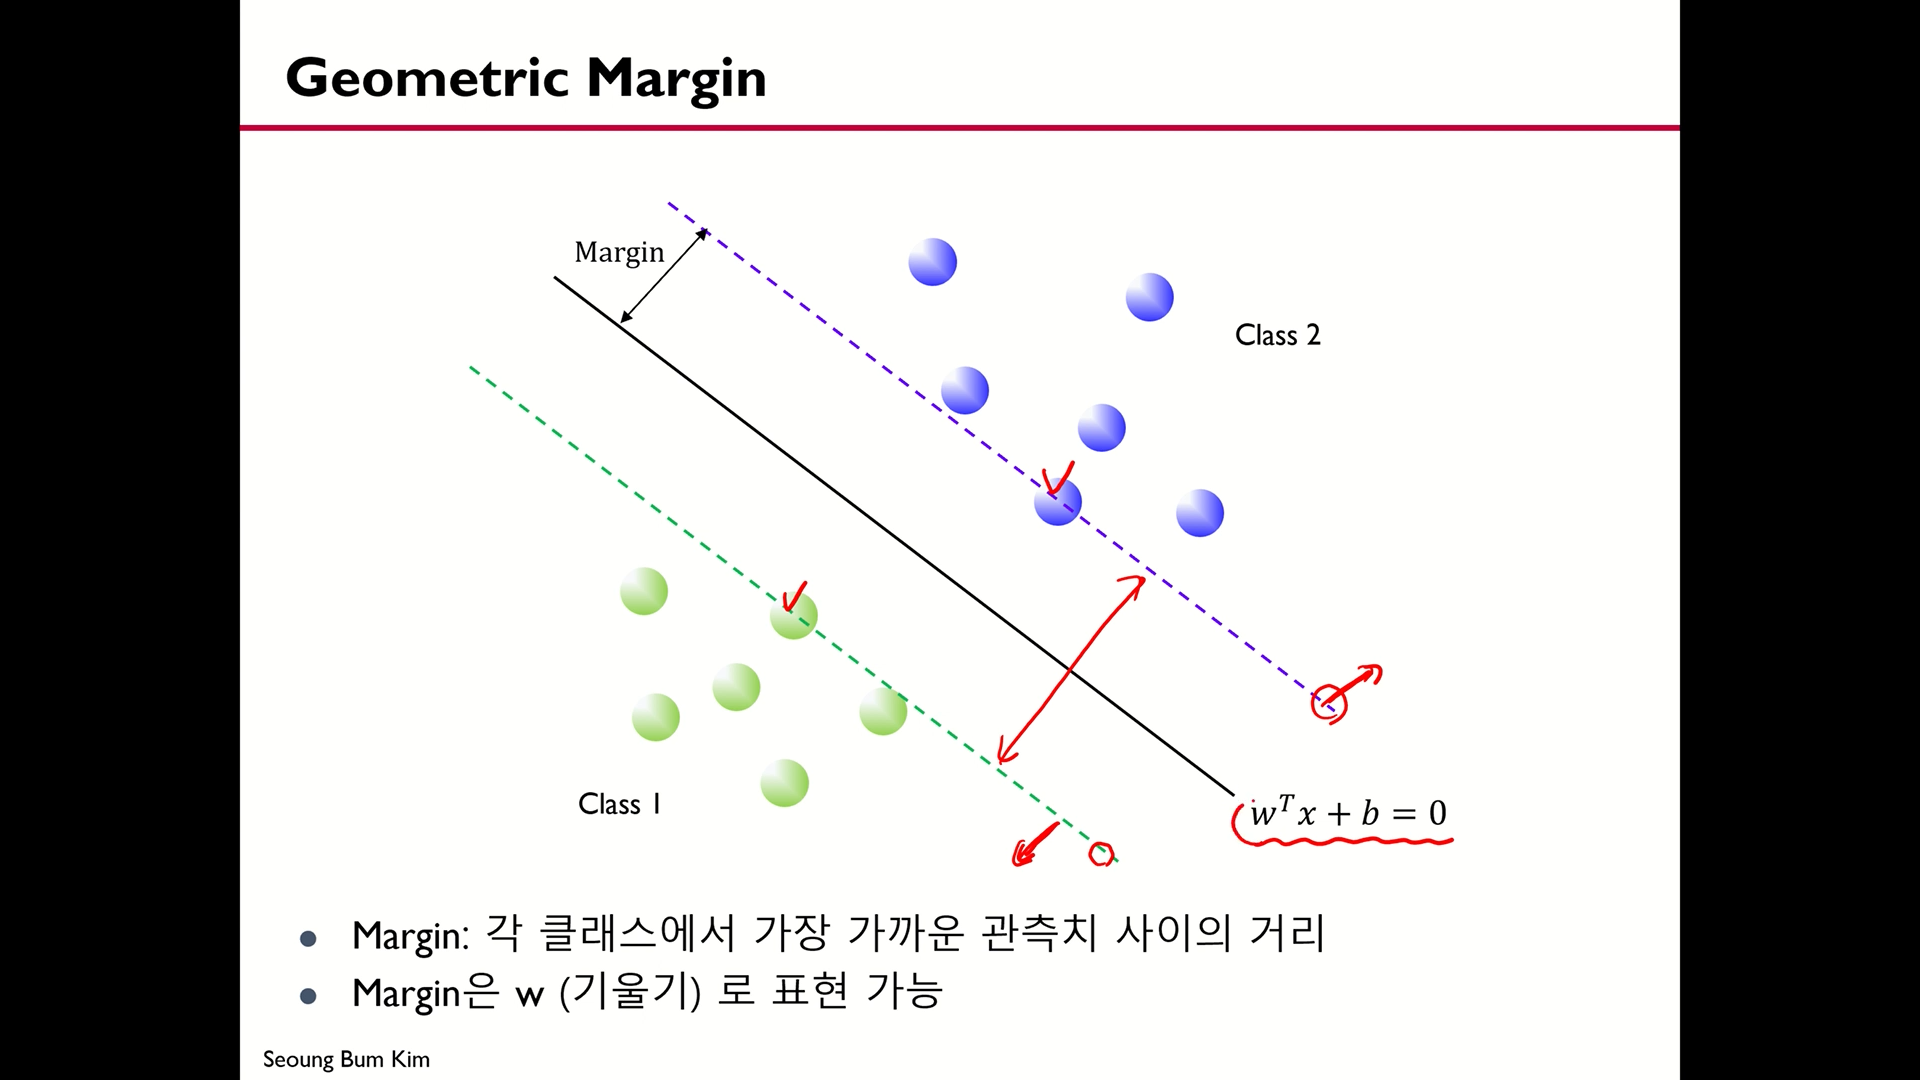 Geometric Margin
Margin
Class 2
Class 1
wᵀx + b = 0
• Margin: 각 클래스에서 가장 가까운 관측치 사이의 거리
• Margin은 w (기울기) 로 표현 가능
Seoung Bum Kim